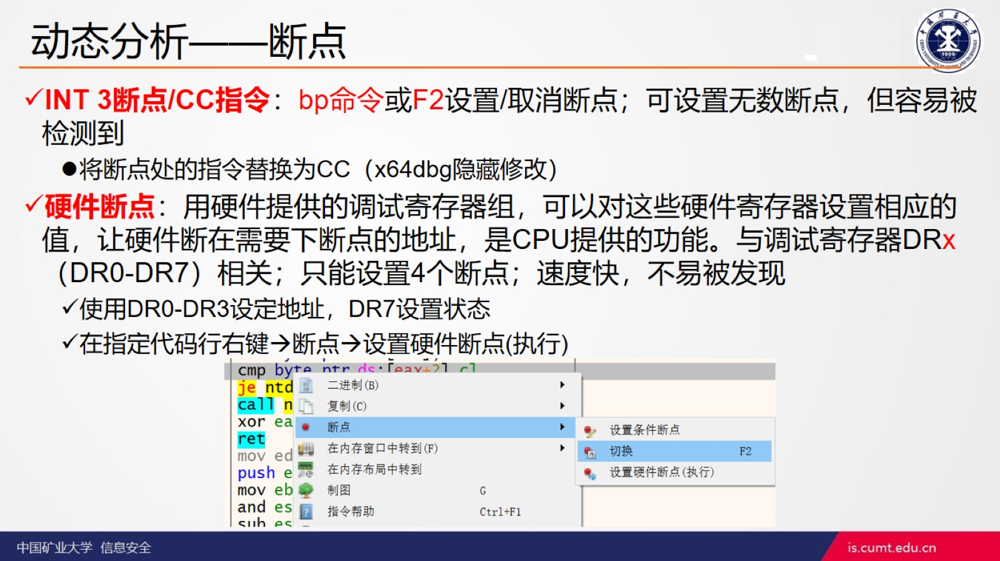 动态分析——断点
✓INT 3断点/CC指令：bp命令或F2设置/取消断点；可设置无数断点，但容易被
检测到
●将断点处的指令替换为CC（x64dbg隐藏修改）
✓硬件断点：用硬件提供的调试寄存器组，可以对这些硬件寄存器设置相应的
值，让硬件断在需要下断点的地址，是CPU提供的功能。与调试寄存器DRx
（DR0-DR7）相关；只能设置4个断点；速度快，不易被发现
✓使用DR0-DR3设定地址，DR7设置状态
✓在指定代码行右键→断点→设置硬件断点(执行)
cmp byte ptr ds:[eax+2],cl
je ntd
call n
xor ea
ret
mov ed
push e
mov eb
and es
sub es
二进制(B)
复制(C)
断点
在内存窗口中转到(F)
在内存布局中转到
制图 G
指令帮助 Ctrl+F1
设置条件断点
切换 F2
设置硬件断点(执行)
中国矿业大学 信息安全
is.cumt.edu.cn
中国矿业大学
CHINA UNIVERSITY OF MINING AND TECHNOLOGY
1909